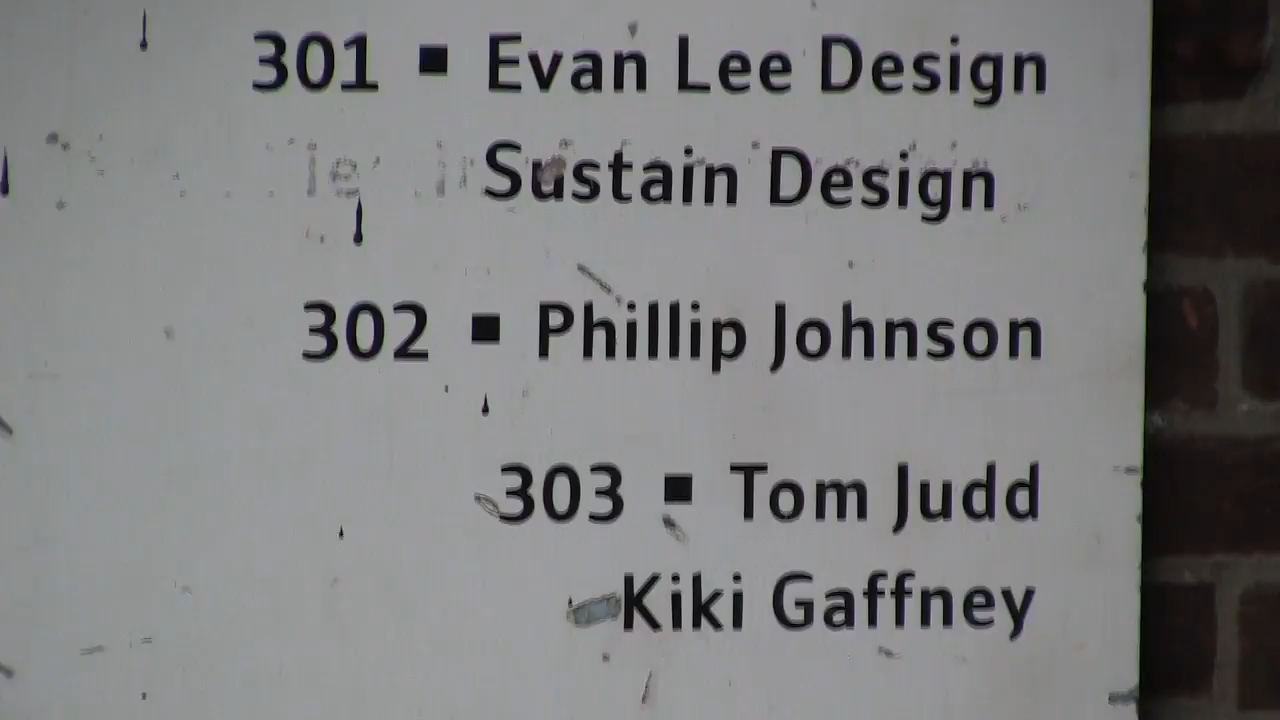 301 ▪ Evan Lee Design
Sustain Design
302 ▪ Phillip Johnson
303 ▪ Tom Judd
Kiki Gaffney